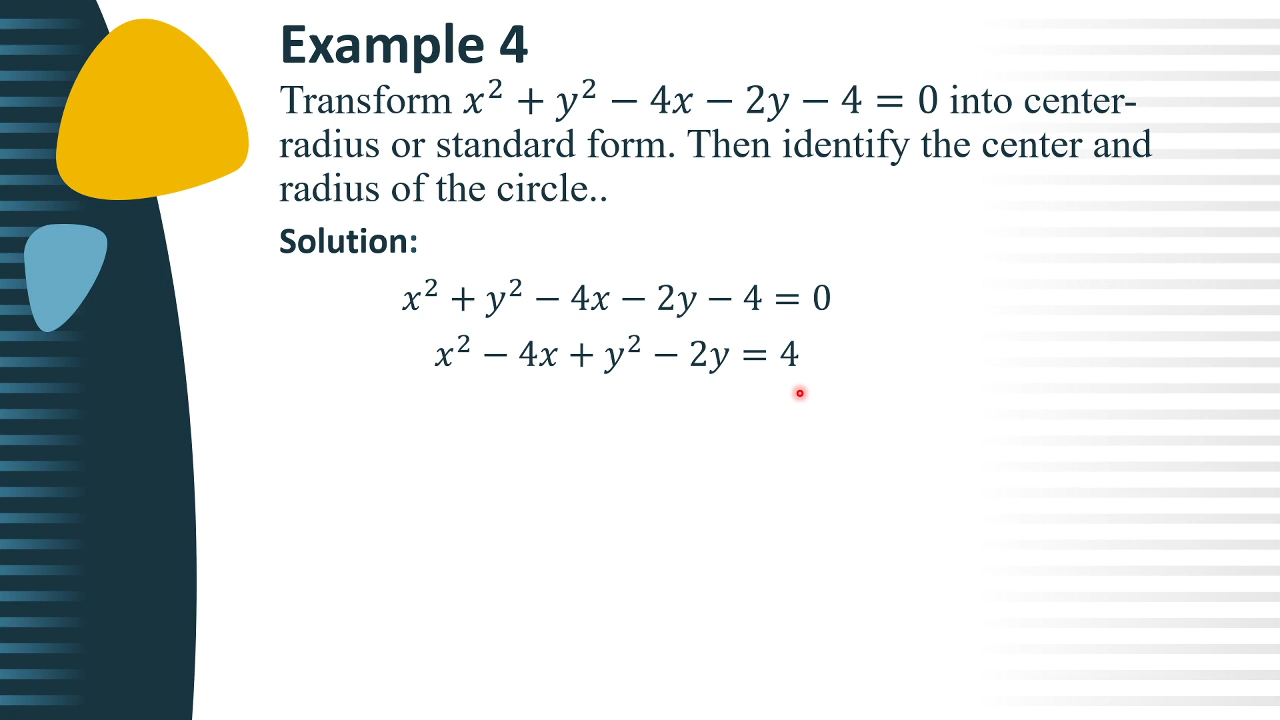 Example 4
Transform x² + y² − 4x − 2y − 4 = 0 into center-
radius or standard form. Then identify the center and
radius of the circle..
Solution:
x² + y² − 4x − 2y − 4 = 0
x² − 4x + y² − 2y = 4